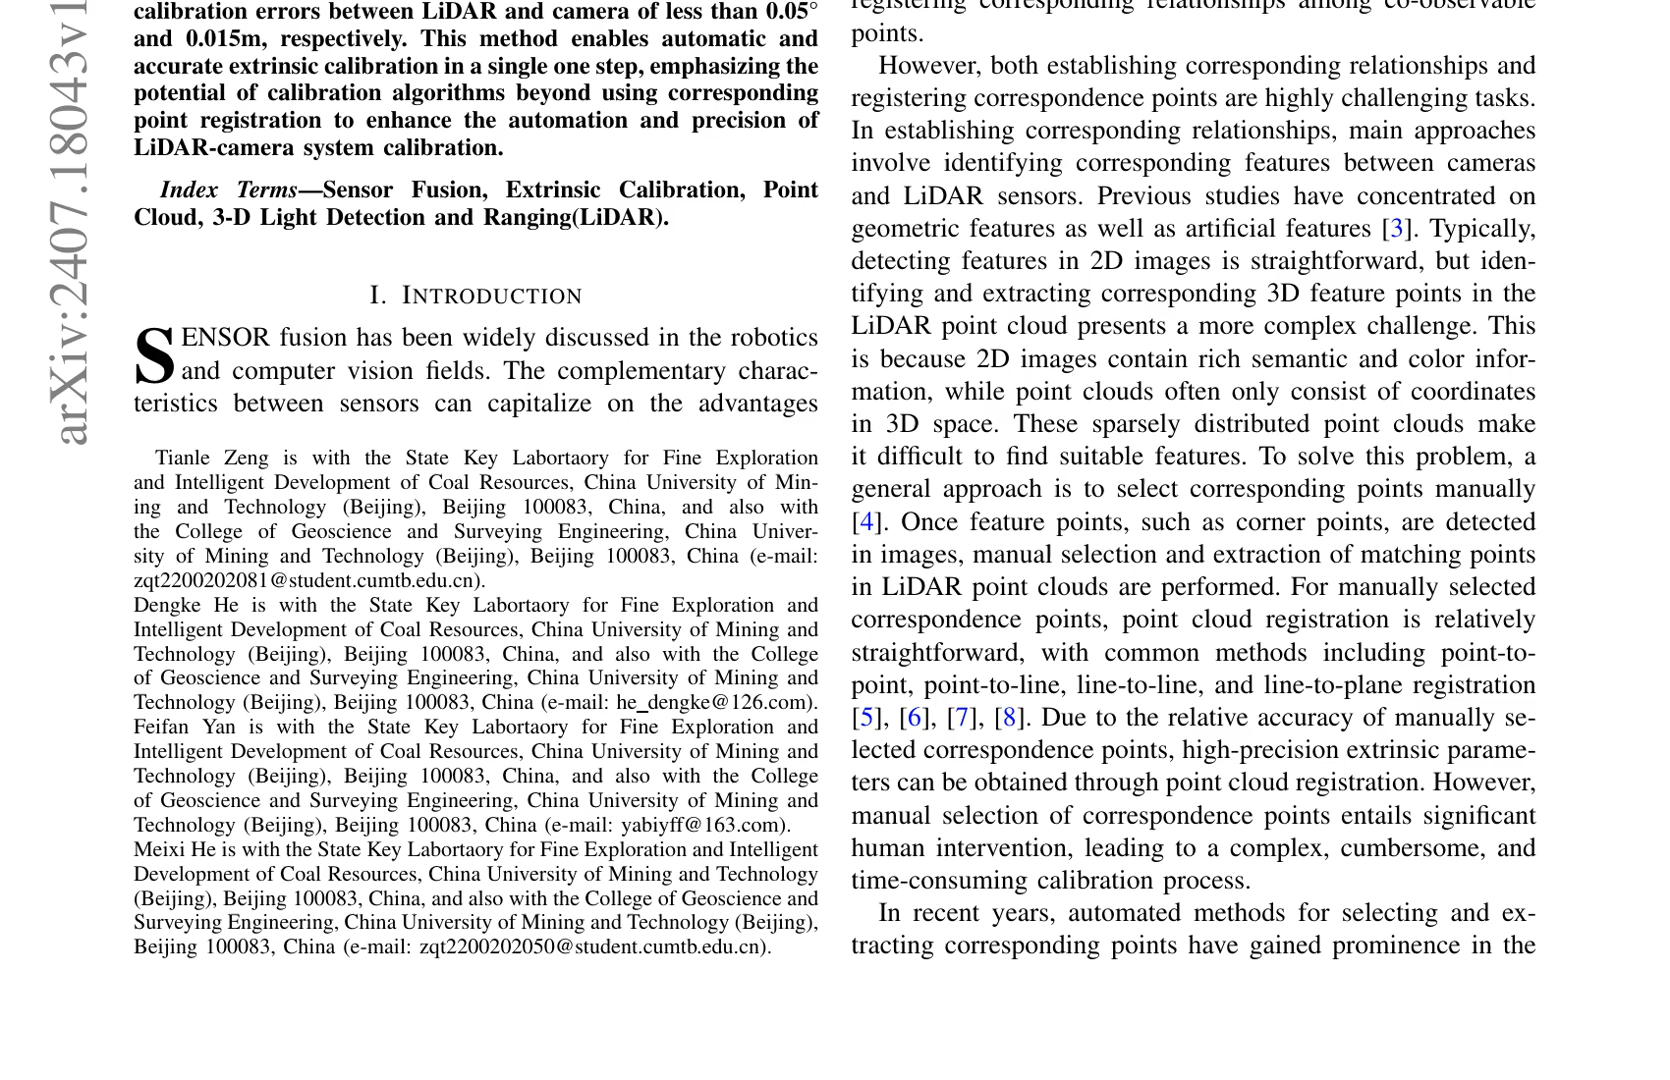 arXiv:2407.18043v1
calibration errors between LiDAR and camera of less than 0.05°
and 0.015m, respectively. This method enables automatic and
accurate extrinsic calibration in a single one step, emphasizing the
potential of calibration algorithms beyond using corresponding
point registration to enhance the automation and precision of
LiDAR-camera system calibration.
Index Terms—Sensor Fusion, Extrinsic Calibration, Point
Cloud, 3-D Light Detection and Ranging(LiDAR).
I. INTRODUCTION
SENSOR fusion has been widely discussed in the robotics
and computer vision fields. The complementary charac-
teristics between sensors can capitalize on the advantages
Tianle Zeng is with the State Key Labortaory for Fine Exploration
and Intelligent Development of Coal Resources, China University of Min-
ing and Technology (Beijing), Beijing 100083, China, and also with
the College of Geoscience and Surveying Engineering, China Univer-
sity of Mining and Technology (Beijing), Beijing 100083, China (e-mail:
zqt2200202081@student.cumtb.edu.cn).
Dengke He is with the State Key Labortaory for Fine Exploration and
Intelligent Development of Coal Resources, China University of Mining and
Technology (Beijing), Beijing 100083, China, and also with the College
of Geoscience and Surveying Engineering, China University of Mining and
Technology (Beijing), Beijing 100083, China (e-mail: he_dengke@126.com).
Feifan Yan is with the State Key Labortaory for Fine Exploration and
Intelligent Development of Coal Resources, China University of Mining and
Technology (Beijing), Beijing 100083, China, and also with the College
of Geoscience and Surveying Engineering, China University of Mining and
Technology (Beijing), Beijing 100083, China (e-mail: yabiyff@163.com).
Meixi He is with the State Key Labortaory for Fine Exploration and Intelligent
Development of Coal Resources, China University of Mining and Technology
(Beijing), Beijing 100083, China, and also with the College of Geoscience and
Surveying Engineering, China University of Mining and Technology (Beijing),
Beijing 100083, China (e-mail: zqt2200202050@student.cumtb.edu.cn).
registering corresponding relationships among co-observable
points.
However, both establishing corresponding relationships and
registering correspondence points are highly challenging tasks.
In establishing corresponding relationships, main approaches
involve identifying corresponding features between cameras
and LiDAR sensors. Previous studies have concentrated on
geometric features as well as artificial features [3]. Typically,
detecting features in 2D images is straightforward, but iden-
tifying and extracting corresponding 3D feature points in the
LiDAR point cloud presents a more complex challenge. This
is because 2D images contain rich semantic and color infor-
mation, while point clouds often only consist of coordinates
in 3D space. These sparsely distributed point clouds make
it difficult to find suitable features. To solve this problem, a
general approach is to select corresponding points manually
[4]. Once feature points, such as corner points, are detected
in images, manual selection and extraction of matching points
in LiDAR point clouds are performed. For manually selected
correspondence points, point cloud registration is relatively
straightforward, with common methods including point-to-
point, point-to-line, line-to-line, and line-to-plane registration
[5], [6], [7], [8]. Due to the relative accuracy of manually se-
lected correspondence points, high-precision extrinsic parame-
ters can be obtained through point cloud registration. However,
manual selection of correspondence points entails significant
human intervention, leading to a complex, cumbersome, and
time-consuming calibration process.
In recent years, automated methods for selecting and ex-
tracting corresponding points have gained prominence in the